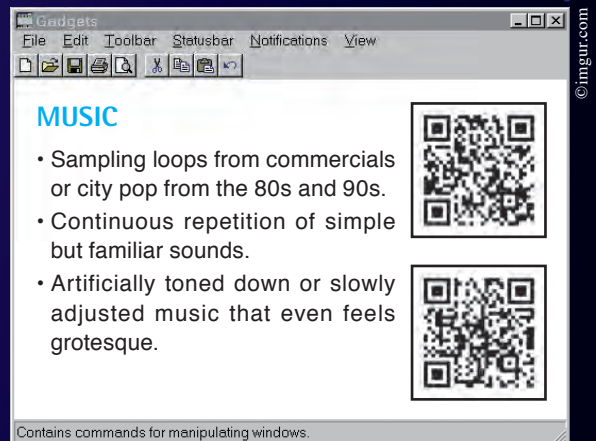 Gadgets
File Edit Toolbar Statusbar Notifications View
MUSIC
• Sampling loops from commercials
or city pop from the 80s and 90s.
• Continuous repetition of simple
but familiar sounds.
• Artificially toned down or slowly
adjusted music that even feels
grotesque.
Contains commands for manipulating windows.
©imgur.com